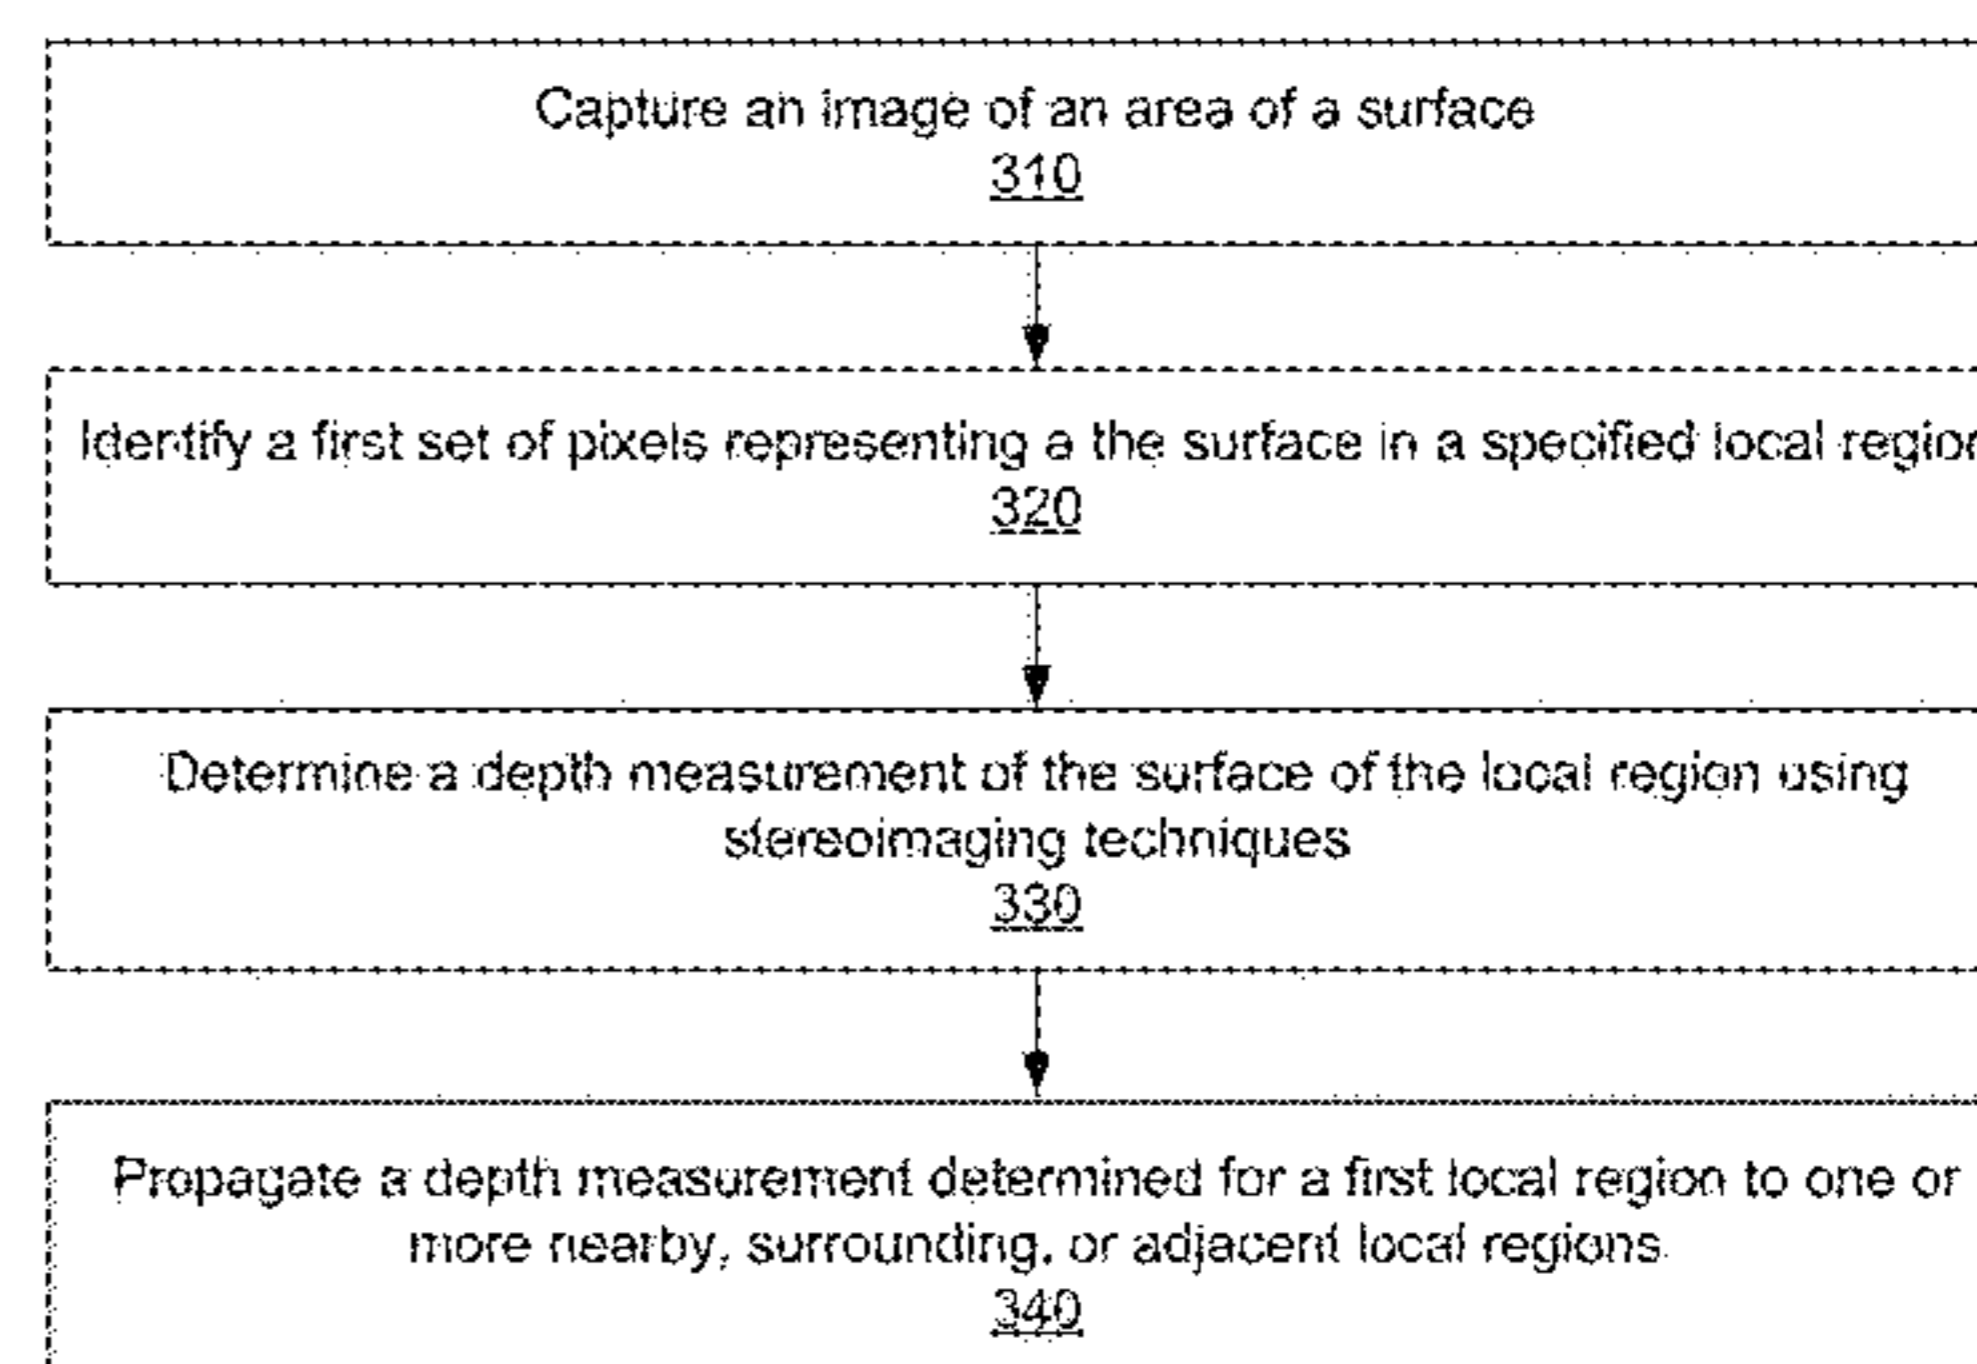 Capture an image of an area of a surface
310
Identify a first set of pixels representing a the surface in a specified local region
320
Determine a depth measurement of the surface of the local region using
stereoimaging techniques
330
Propagate a depth measurement determined for a first local region to one or
more nearby, surrounding, or adjacent local regions
340